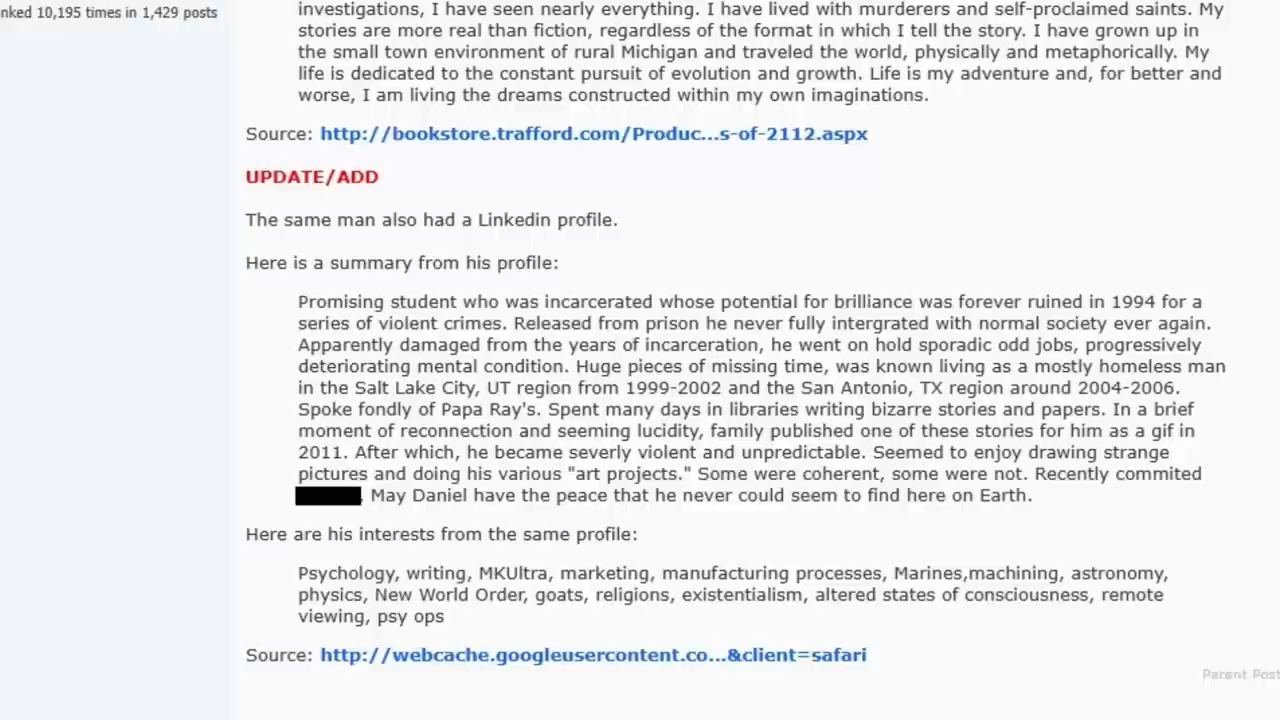 nked 10,195 times in 1,429 posts
investigations, I have seen nearly everything. I have lived with murderers and self-proclaimed saints. My
stories are more real than fiction, regardless of the format in which I tell the story. I have grown up in
the small town environment of rural Michigan and traveled the world, physically and metaphorically. My
life is dedicated to the constant pursuit of evolution and growth. Life is my adventure and, for better and
worse, I am living the dreams constructed within my own imaginations.
Source: http://bookstore.trafford.com/Produc...s-of-2112.aspx
UPDATE/ADD
The same man also had a Linkedin profile.
Here is a summary from his profile:
Promising student who was incarcerated whose potential for brilliance was forever ruined in 1994 for a
series of violent crimes. Released from prison he never fully intergrated with normal society ever again.
Apparently damaged from the years of incarceration, he went on hold sporadic odd jobs, progressively
deteriorating mental condition. Huge pieces of missing time, was known living as a mostly homeless man
in the Salt Lake City, UT region from 1999-2002 and the San Antonio, TX region around 2004-2006.
Spoke fondly of Papa Ray's. Spent many days in libraries writing bizarre stories and papers. In a brief
moment of reconnection and seeming lucidity, family published one of these stories for him as a gif in
2011. After which, he became severly violent and unpredictable. Seemed to enjoy drawing strange
pictures and doing his various "art projects." Some were coherent, some were not. Recently commited
. May Daniel have the peace that he never could seem to find here on Earth.
Here are his interests from the same profile:
Psychology, writing, MKUltra, marketing, manufacturing processes, Marines,machining, astronomy,
physics, New World Order, goats, religions, existentialism, altered states of consciousness, remote
viewing, psy ops
Source: http://webcache.googleusercontent.co...&client=safari
Parent Post